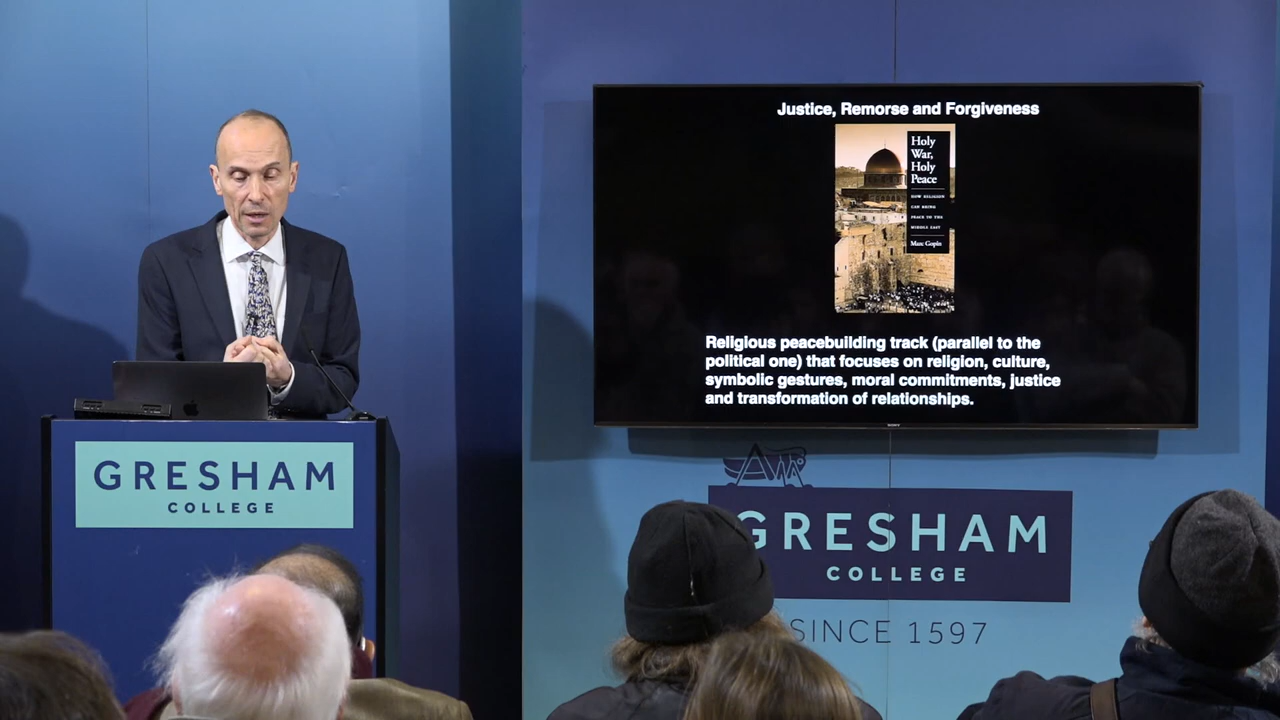 Justice, Remorse and Forgiveness
Holy
War,
Holy
Peace
HOW RELIGION
CAN BRING
PEACE TO THE
MIDDLE EAST
Marc Gopin
Religious peacebuilding track (parallel to the
political one) that focuses on religion, culture,
symbolic gestures, moral commitments, justice
and transformation of relationships.
SONY
GRESHAM
COLLEGE
GRESHAM
COLLEGE
SINCE 1597